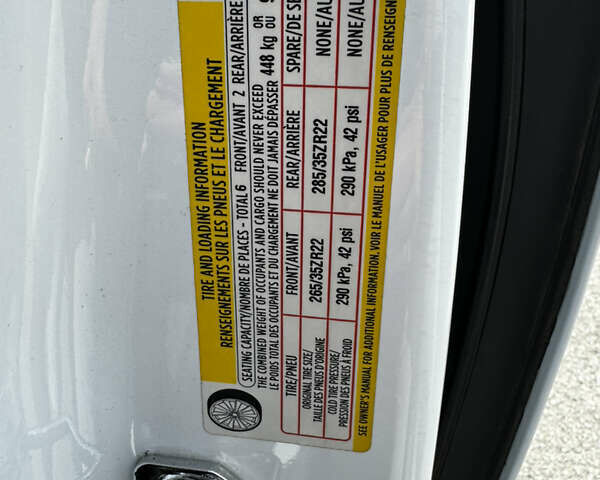 TIRE AND LOADING INFORMATION
RENSEIGNEMENTS SUR LES PNEUS ET LE CHARGEMENT
SEATING CAPACITY/NOMBRE DE PLACES - TOTAL 6 FRONT/AVANT 2 REAR/ARRIÈRE
THE COMBINED WEIGHT OF OCCUPANTS AND CARGO SHOULD NEVER EXCEED
LE POIDS TOTAL DES OCCUPANTS ET DU CHARGEMENT NE DOIT JAMAIS DÉPASSER 448 kg OR OU
TIRE/PNEU FRONT/AVANT REAR/ARRIÈRE SPARE/DE SE
ORIGINAL TIRE SIZE/
TAILLE DES PNEUS D'ORIGINE 265/35ZR22 285/35ZR22 NONE/AU
COLD TIRE PRESSURE/
PRESSION DES PNEUS À FROID 290 kPa, 42 psi 290 kPa, 42 psi NONE/AU
SEE OWNER'S MANUAL FOR ADDITIONAL INFORMATION. VOIR LE MANUEL DE L'USAGER POUR PLUS DE RENSEIGNE